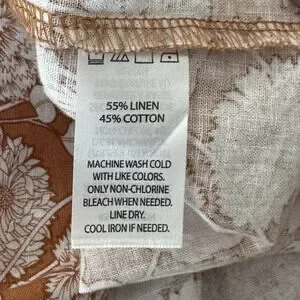 55% LINEN
45% COTTON
MACHINE WASH COLD
WITH LIKE COLORS.
ONLY NON-CHLORINE
BLEACH WHEN NEEDED.
LINE DRY.
COOL IRON IF NEEDED.